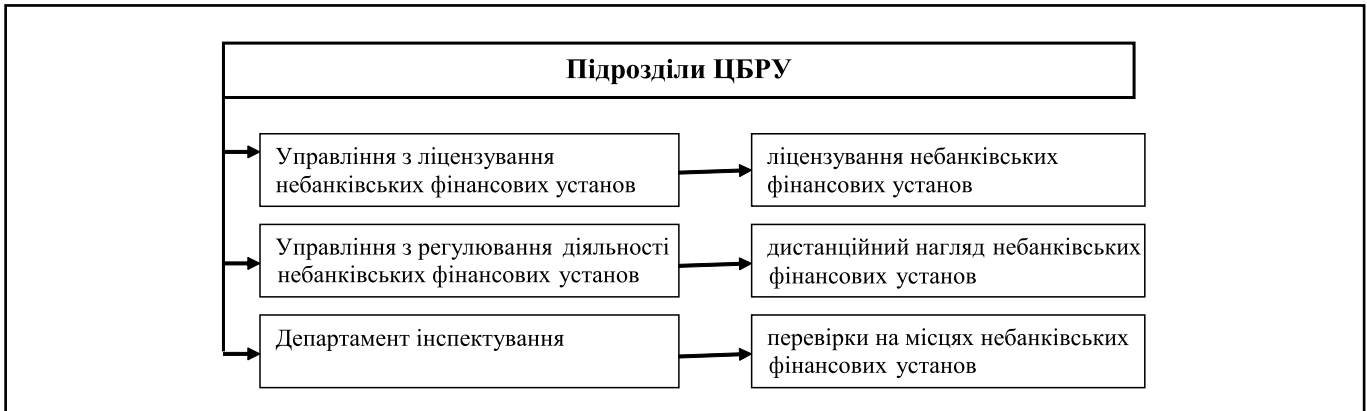 Підрозділи ЦБРУ
Управління з ліцензування
небанківських фінансових установ
ліцензування небанківських
фінансових установ
Управління з регулювання діяльності
небанківських фінансових установ
дистанційний нагляд небанківських
фінансових установ
Департамент інспектування
перевірки на місцях небанківських
фінансових установ